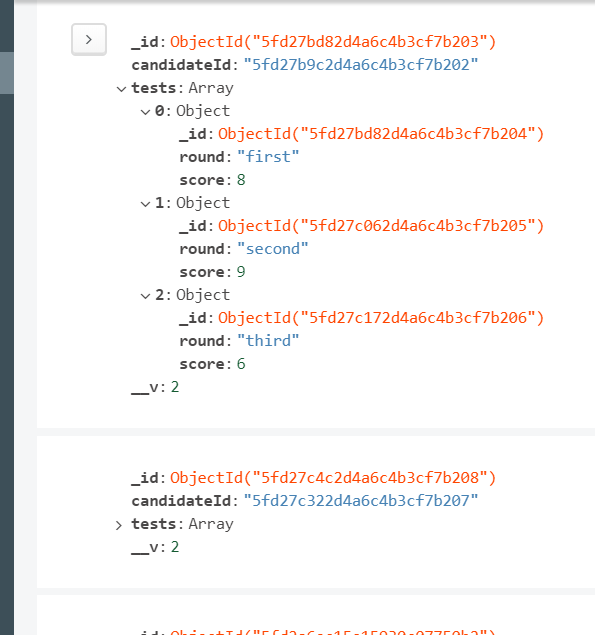 _id: ObjectId("5fd27bd82d4a6c4b3cf7b203")
candidateId: "5fd27b9c2d4a6c4b3cf7b202"
tests: Array
0: Object
_id: ObjectId("5fd27bd82d4a6c4b3cf7b204")
round: "first"
score: 8
1: Object
_id: ObjectId("5fd27c062d4a6c4b3cf7b205")
round: "second"
score: 9
2: Object
_id: ObjectId("5fd27c172d4a6c4b3cf7b206")
round: "third"
score: 6
__v: 2
_id: ObjectId("5fd27c4c2d4a6c4b3cf7b208")
candidateId: "5fd27c322d4a6c4b3cf7b207"
tests: Array
__v: 2